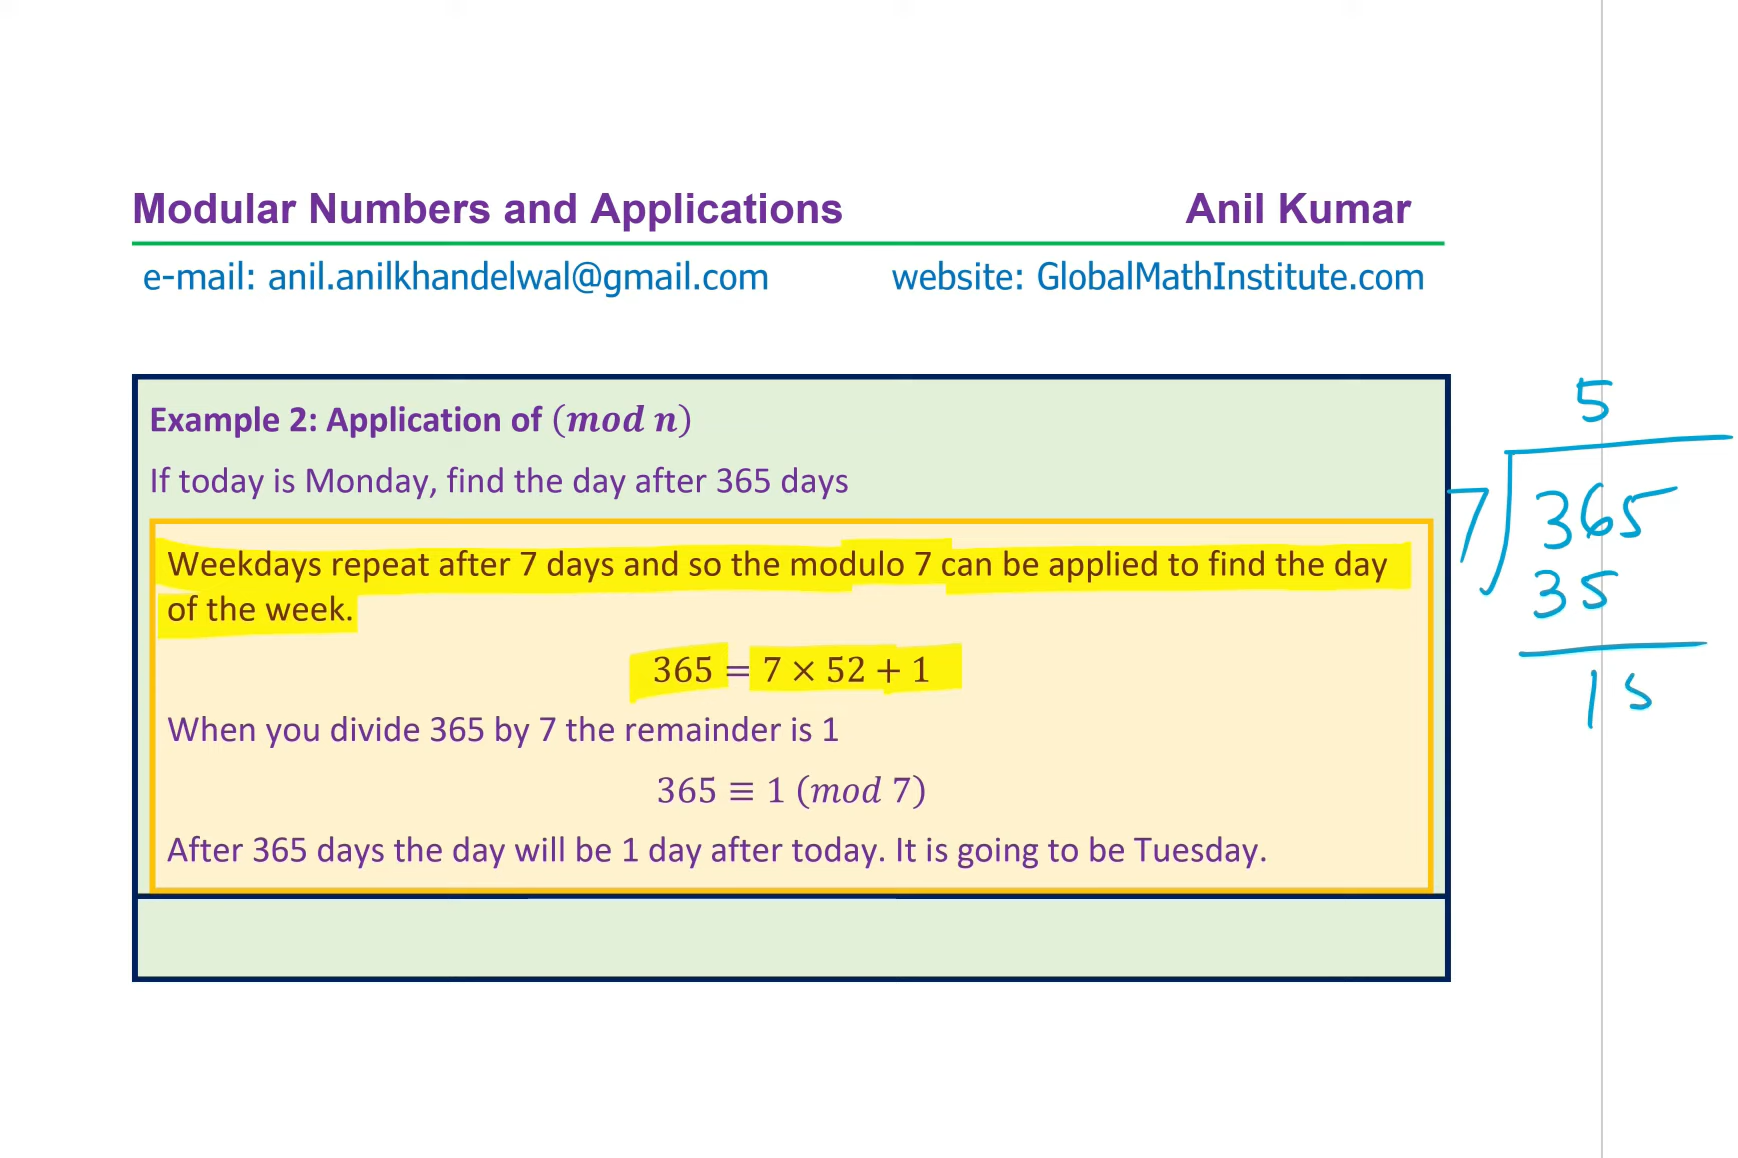 Modular Numbers and Applications Anil Kumar
e-mail: anil.anilkhandelwal@gmail.com website: GlobalMathInstitute.com
Example 2: Application of (mod n)
If today is Monday, find the day after 365 days
Weekdays repeat after 7 days and so the modulo 7 can be applied to find the day
of the week.
365 = 7 × 52 + 1
When you divide 365 by 7 the remainder is 1
365 ≡ 1 (mod 7)
After 365 days the day will be 1 day after today. It is going to be Tuesday.
5
7 365
35
15